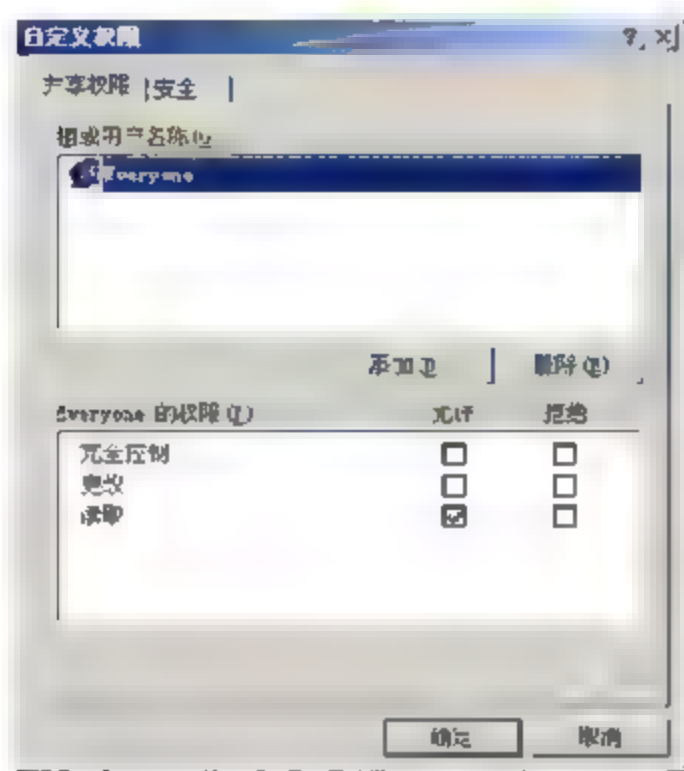 自定义权限
共享权限 安全
组或用户名称(G)
Everyone
添加(D) 删除(R)
Everyone 的权限(P) 允许 拒绝
完全控制
更改
读取
确定 取消